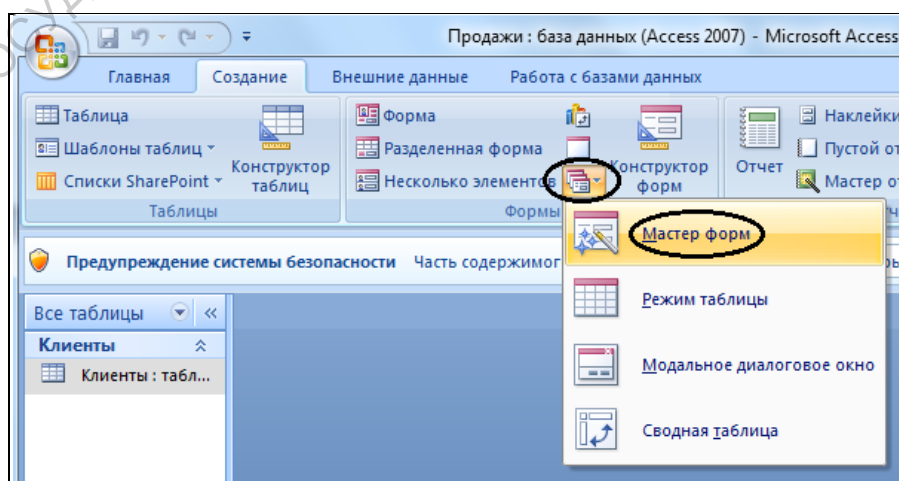 Продажи : база данных (Access 2007) - Microsoft Access
Главная Создание Внешние данные Работа с базами данных
Таблица
Шаблоны таблиц
Списки SharePoint
Конструктор таблиц
Таблицы
Форма
Разделенная форма
Несколько элементов
Конструктор форм
Формы
Отчет
Наклейки
Пустой от
Мастер от
Мастер форм
Режим таблицы
Модальное диалоговое окно
Сводная таблица
Предупреждение системы безопасности Часть содержимог
Все таблицы
Клиенты
Клиенты : табл...